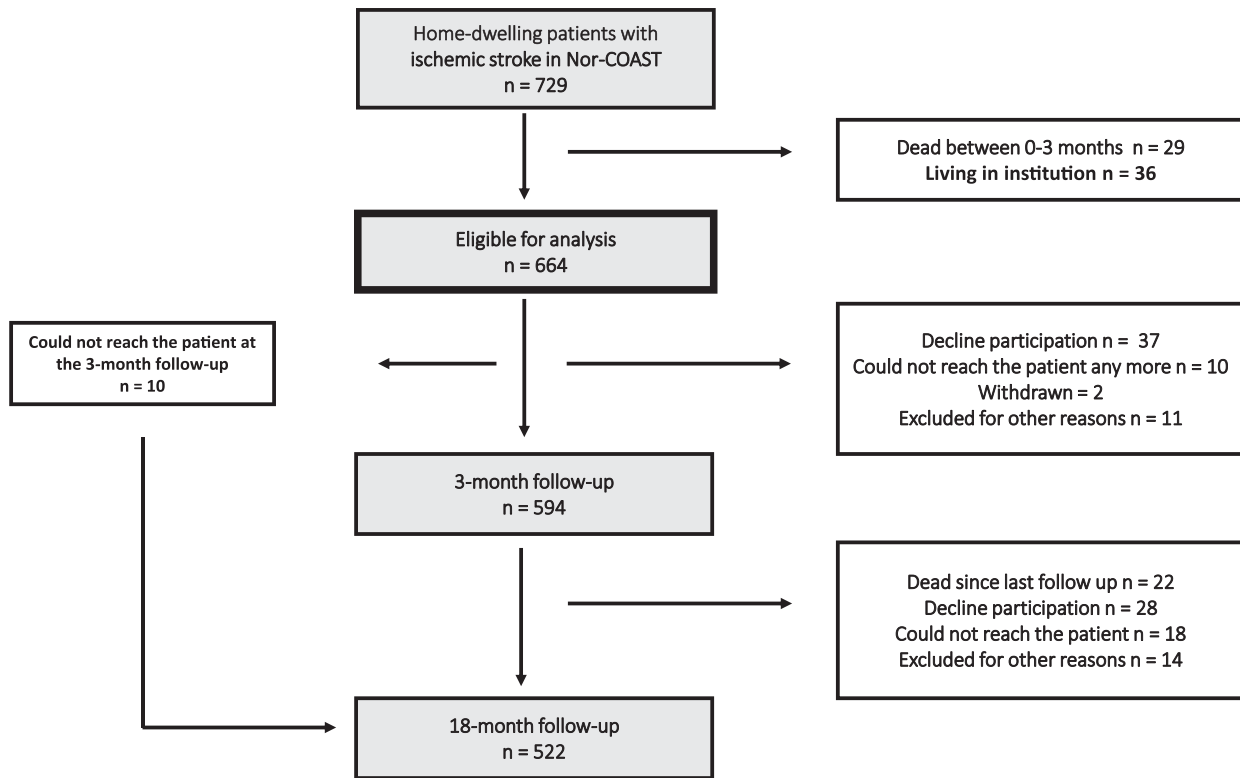 Home-dwelling patients with
ischemic stroke in Nor-COAST
n = 729
Dead between 0-3 months n = 29
Living in institution n = 36
Eligible for analysis
n = 664
Could not reach the patient at
the 3-month follow-up
n = 10
Decline participation n = 37
Could not reach the patient any more n = 10
Withdrawn = 2
Excluded for other reasons n = 11
3-month follow-up
n = 594
Dead since last follow up n = 22
Decline participation n = 28
Could not reach the patient n = 18
Excluded for other reasons n = 14
18-month follow-up
n = 522